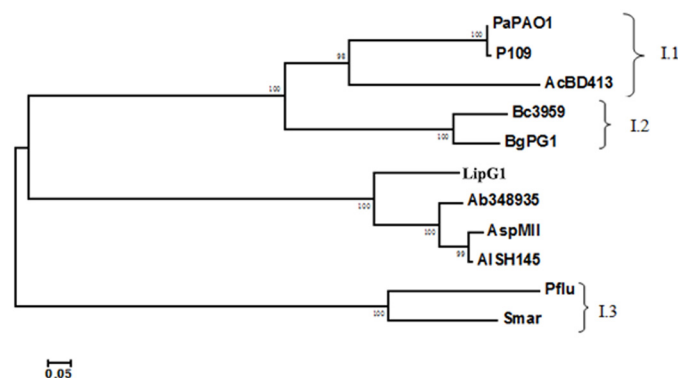 PaPAO1
100
P109
I.1
98
AcBD413
100
Bc3959
I.2
100
BgPG1
LipG1
100
Ab348935
100
AspMII
99
AISH145
Pflu
I.3
100
Smar
0.05